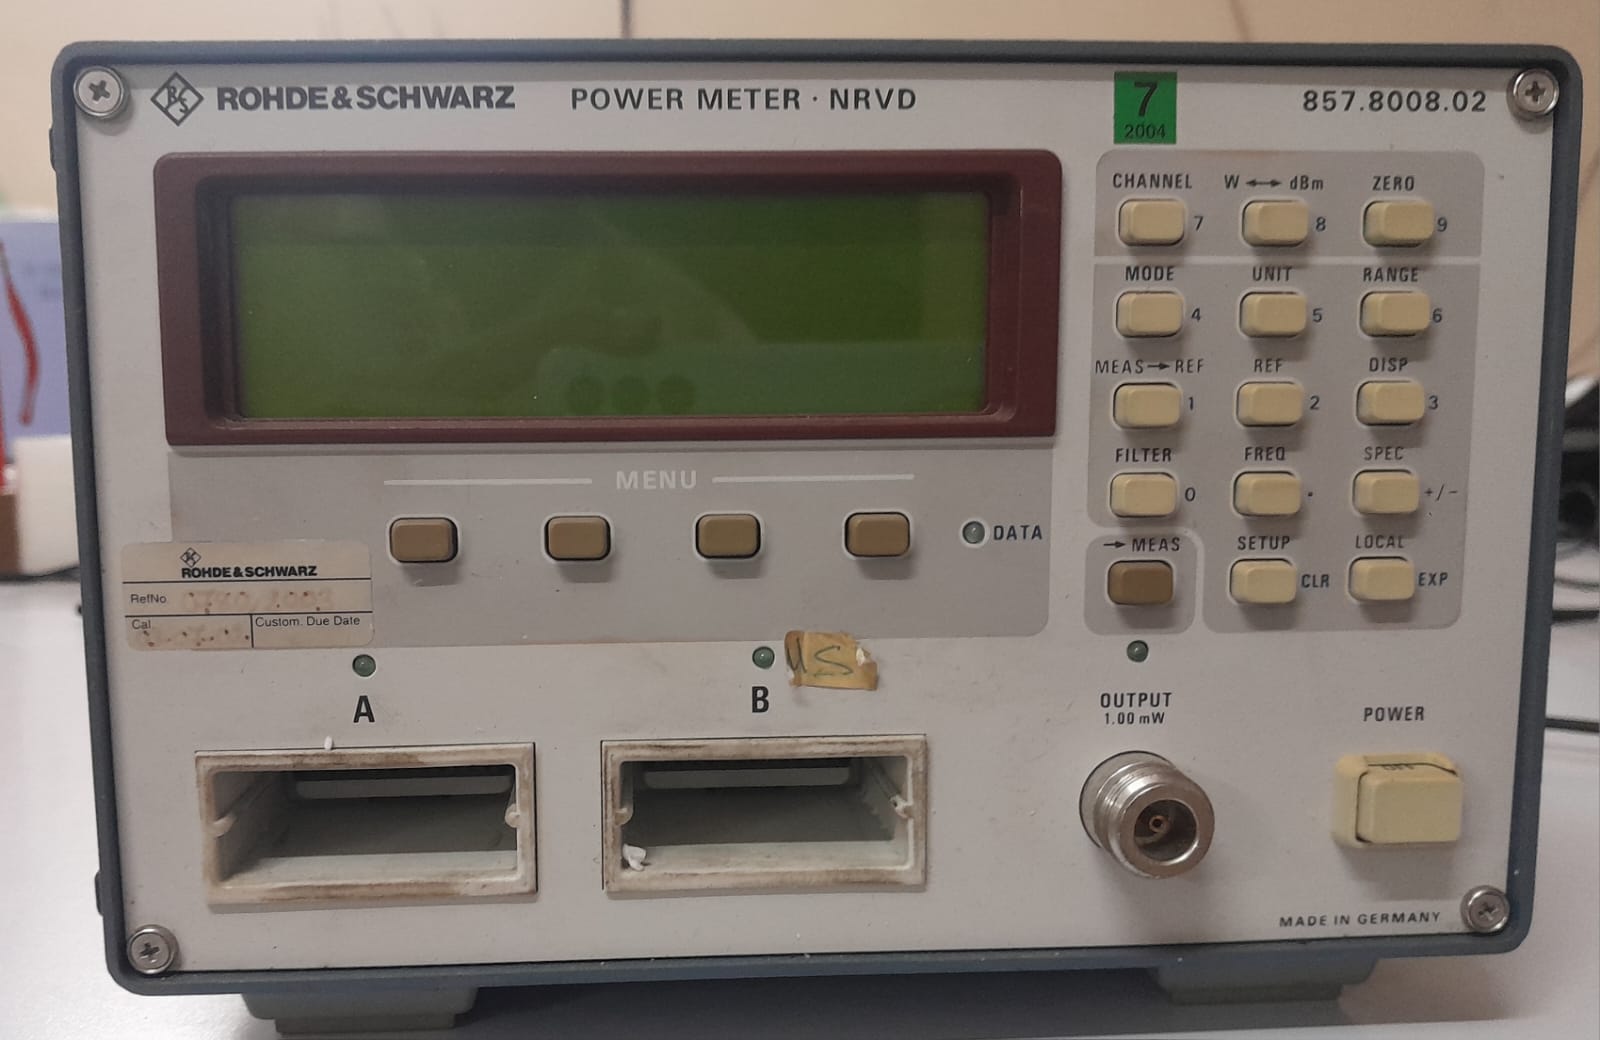 ROHDE & SCHWARZ POWER METER · NRVD 7 857.8008.02
2004
CHANNEL W ↔ dBm ZERO
7 8 9
MODE UNIT RANGE
4 5 6
MEAS→REF REF DISP
1 2 3
FILTER FREQ SPEC
0 . +/-
MENU
DATA
→ MEAS SETUP LOCAL
CLR EXP
ROHDE & SCHWARZ
RefNo.
Cal. Custom. Due Date
A
B
OUTPUT
1.00 mW
POWER
MADE IN GERMANY